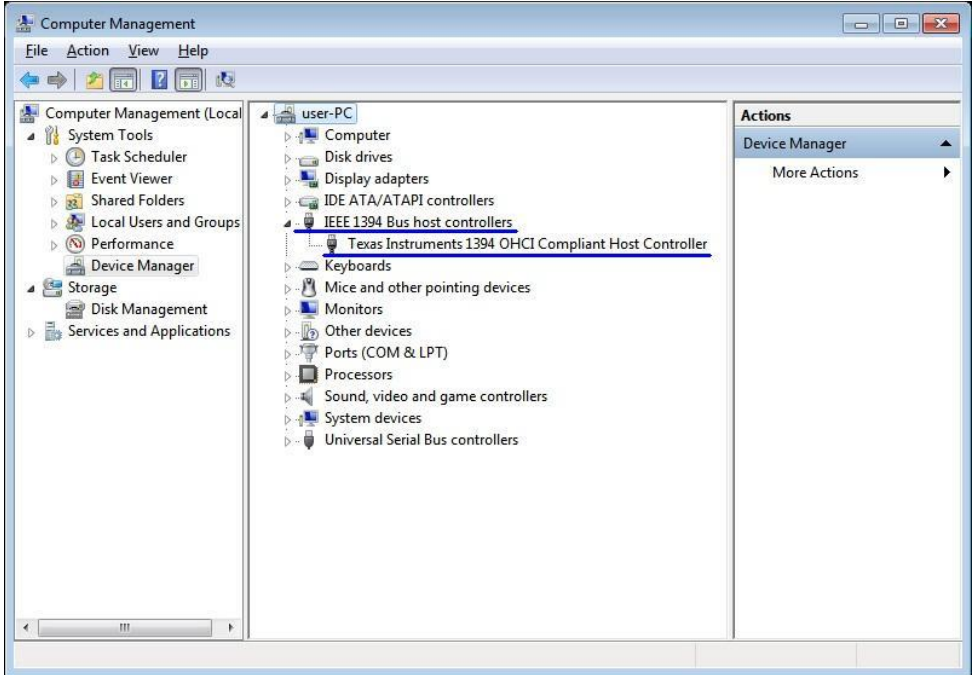 Computer Management
File Action View Help
Computer Management (Local
System Tools
Task Scheduler
Event Viewer
Shared Folders
Local Users and Groups
Performance
Device Manager
Storage
Disk Management
Services and Applications
user-PC
Computer
Disk drives
Display adapters
IDE ATA/ATAPI controllers
IEEE 1394 Bus host controllers
Texas Instruments 1394 OHCI Compliant Host Controller
Keyboards
Mice and other pointing devices
Monitors
Other devices
Ports (COM & LPT)
Processors
Sound, video and game controllers
System devices
Universal Serial Bus controllers
Actions
Device Manager
More Actions